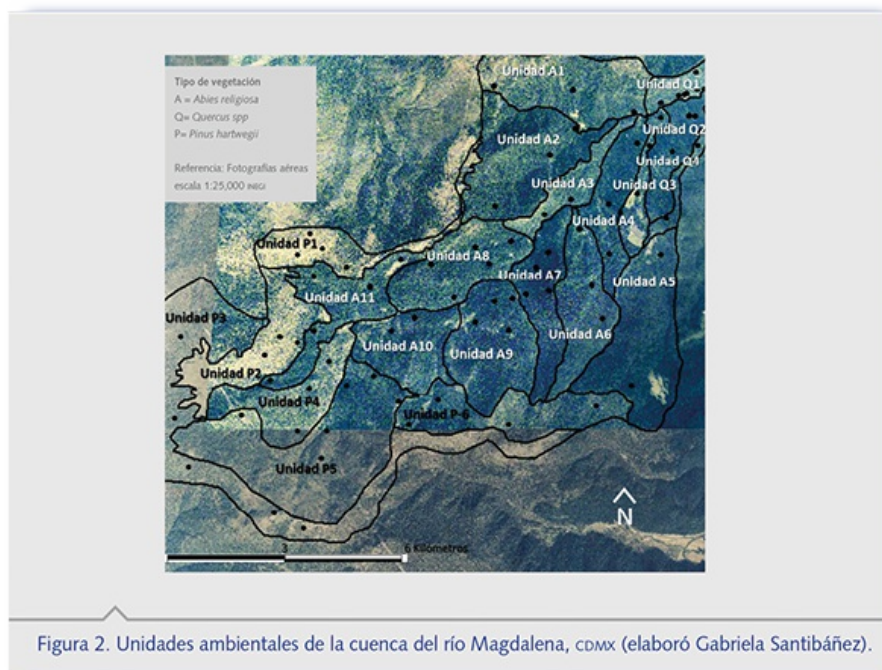 Tipo de vegetación
A = Abies religiosa
Q= Quercus spp
P= Pinus hartwegii
Referencia: Fotografías aéreas
escala 1:25,000 INEGI
Unidad A1
Unidad Q1
Unidad A2
Unidad Q2
Unidad Q4
Unidad A3
Unidad Q3
Unidad A4
Unidad P1
Unidad A8
Unidad A7
Unidad A5
Unidad A11
Unidad P3
Unidad A10
Unidad A9
Unidad A6
Unidad P2
Unidad P4
Unidad P-6
Unidad P5
N
3
6 Kilómetros
Figura 2. Unidades ambientales de la cuenca del río Magdalena, CDMX (elaboró Gabriela Santibáñez).